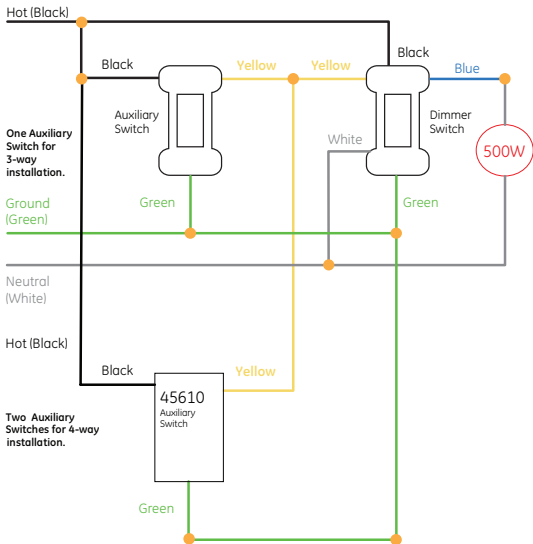 Hot (Black)
Black
Black
Yellow
Yellow
Blue
Auxiliary
Switch
Dimmer
Switch
One Auxiliary
Switch for
3-way
installation.
White
500W
Ground
(Green)
Green
Green
Neutral
(White)
Hot (Black)
Black
Yellow
45610
Auxiliary
Switch
Two Auxiliary
Switches for 4-way
installation.
Green